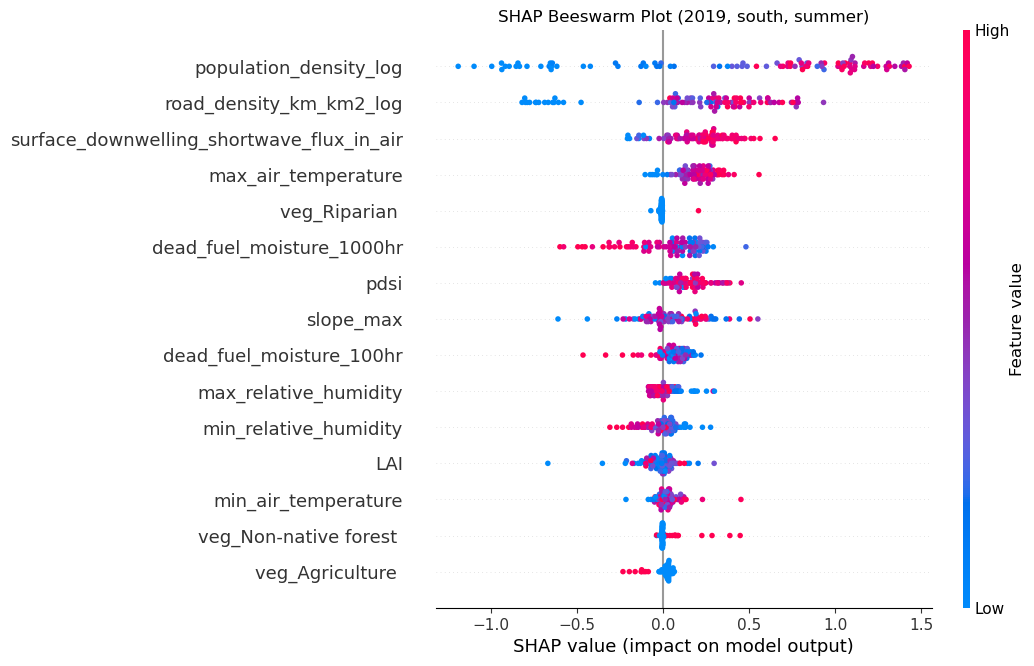 SHAP Beeswarm Plot (2019, south, summer)
High
population_density_log
road_density_km_km2_log
surface_downwelling_shortwave_flux_in_air
max_air_temperature
veg_Riparian
dead_fuel_moisture_1000hr
pdsi
slope_max
dead_fuel_moisture_100hr
max_relative_humidity
min_relative_humidity
LAI
min_air_temperature
veg_Non-native forest
veg_Agriculture
Feature value
Low
−1.0 −0.5 0.0 0.5 1.0 1.5
SHAP value (impact on model output)